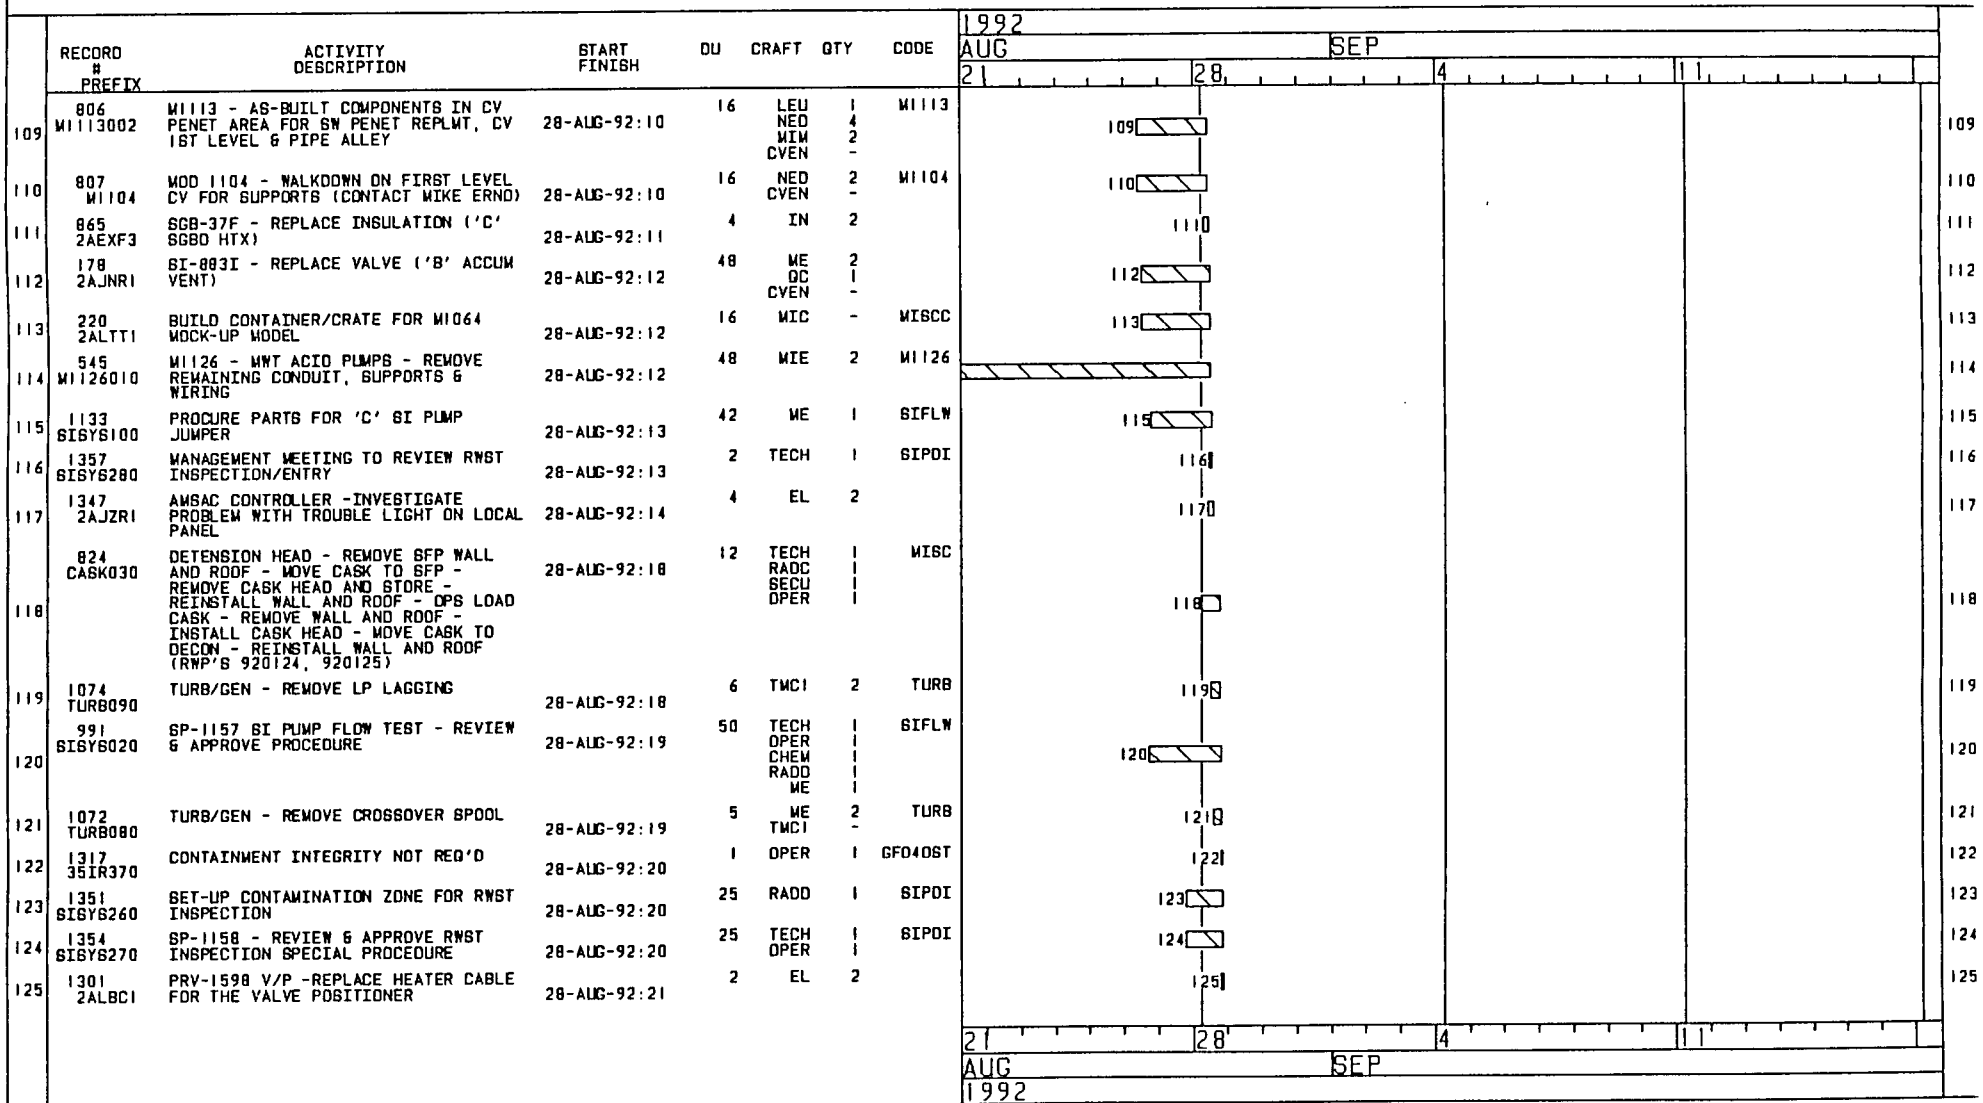 1992
AUG SEP
21 28 4 11
RECORD # PREFIX ACTIVITY DESCRIPTION START FINISH DU CRAFT QTY CODE
109 806 M1113 - AS-BUILT COMPONENTS IN CV 16 LEU 1 M1113
M1113002 PENET AREA FOR SW PENET REPLMT, CV 28-AUG-92:10 NED 4 109 109
1ST LEVEL & PIPE ALLEY MIM 2
CVEN -
110 807 MOD 1104 - WALKDOWN ON FIRST LEVEL 16 NED 2 M1104
M1104 CV FOR SUPPORTS (CONTACT MIKE ERNO) 28-AUG-92:10 CVEN - 110 110
111 865 SGB-37F - REPLACE INSULATION ('C' 4 IN 2
2AEXF3 SGBD HTX) 28-AUG-92:11 111 111
112 178 SI-883I - REPLACE VALVE ('B' ACCUM 48 ME 2
2AJNR1 VENT) 28-AUG-92:12 QC 1 112 112
CVEN -
113 220 BUILD CONTAINER/CRATE FOR M1064 16 MIC - MISCC
2ALTT1 MOCK-UP MODEL 28-AUG-92:12 113 113
114 545 M1126 - MWT ACID PUMPS - REMOVE 48 MIE 2 M1126
M1126010 REMAINING CONDUIT, SUPPORTS & 28-AUG-92:12 114
WIRING
115 1133 PROCURE PARTS FOR 'C' SI PUMP 42 ME 1 SIFLW
SISYS100 JUMPER 28-AUG-92:13 115 115
116 1357 MANAGEMENT MEETING TO REVIEW RWST 2 TECH 1 SIPDI
SISYS280 INSPECTION/ENTRY 28-AUG-92:13 116 116
117 1347 AMSAC CONTROLLER -INVESTIGATE 4 EL 2
2AJZR1 PROBLEM WITH TROUBLE LIGHT ON LOCAL 28-AUG-92:14 117 117
PANEL
118 824 DETENSION HEAD - REMOVE SFP WALL 12 TECH 1 MISC
CASK030 AND ROOF - MOVE CASK TO SFP - 28-AUG-92:18 RADC 1
REMOVE CASK HEAD AND STORE - SECU 1
REINSTALL WALL AND ROOF - OPS LOAD OPER 1 118 118
CASK - REMOVE WALL AND ROOF -
INSTALL CASK HEAD - MOVE CASK TO
DECON - REINSTALL WALL AND ROOF
(RWP'S 920124, 920125)
119 1074 TURB/GEN - REMOVE LP LAGGING 6 TMCI 2 TURB
TURB090 28-AUG-92:18 119 119
120 991 SP-1157 SI PUMP FLOW TEST - REVIEW 50 TECH 1 SIFLW
SISYS020 & APPROVE PROCEDURE 28-AUG-92:19 OPER 1 120 120
CHEM 1
RADD 1
ME 1
121 1072 TURB/GEN - REMOVE CROSSOVER SPOOL 5 ME 2 TURB
TURB080 28-AUG-92:19 TMCI - 121 121
122 1317 CONTAINMENT INTEGRITY NOT REQ'D 1 OPER 1 GF04OST
35IR370 28-AUG-92:20 122 122
123 1351 SET-UP CONTAMINATION ZONE FOR RWST 25 RADD 1 SIPDI
SISYS260 INSPECTION 28-AUG-92:20 123 123
124 1354 SP-1158 - REVIEW & APPROVE RWST 25 TECH 1 SIPDI
SISYS270 INSPECTION SPECIAL PROCEDURE 28-AUG-92:20 OPER 1 124 124
125 1301 PRV-1598 V/P -REPLACE HEATER CABLE 2 EL 2
2ALBC1 FOR THE VALVE POSITIONER 28-AUG-92:21 125 125
21 28 4 11
AUG SEP
1992